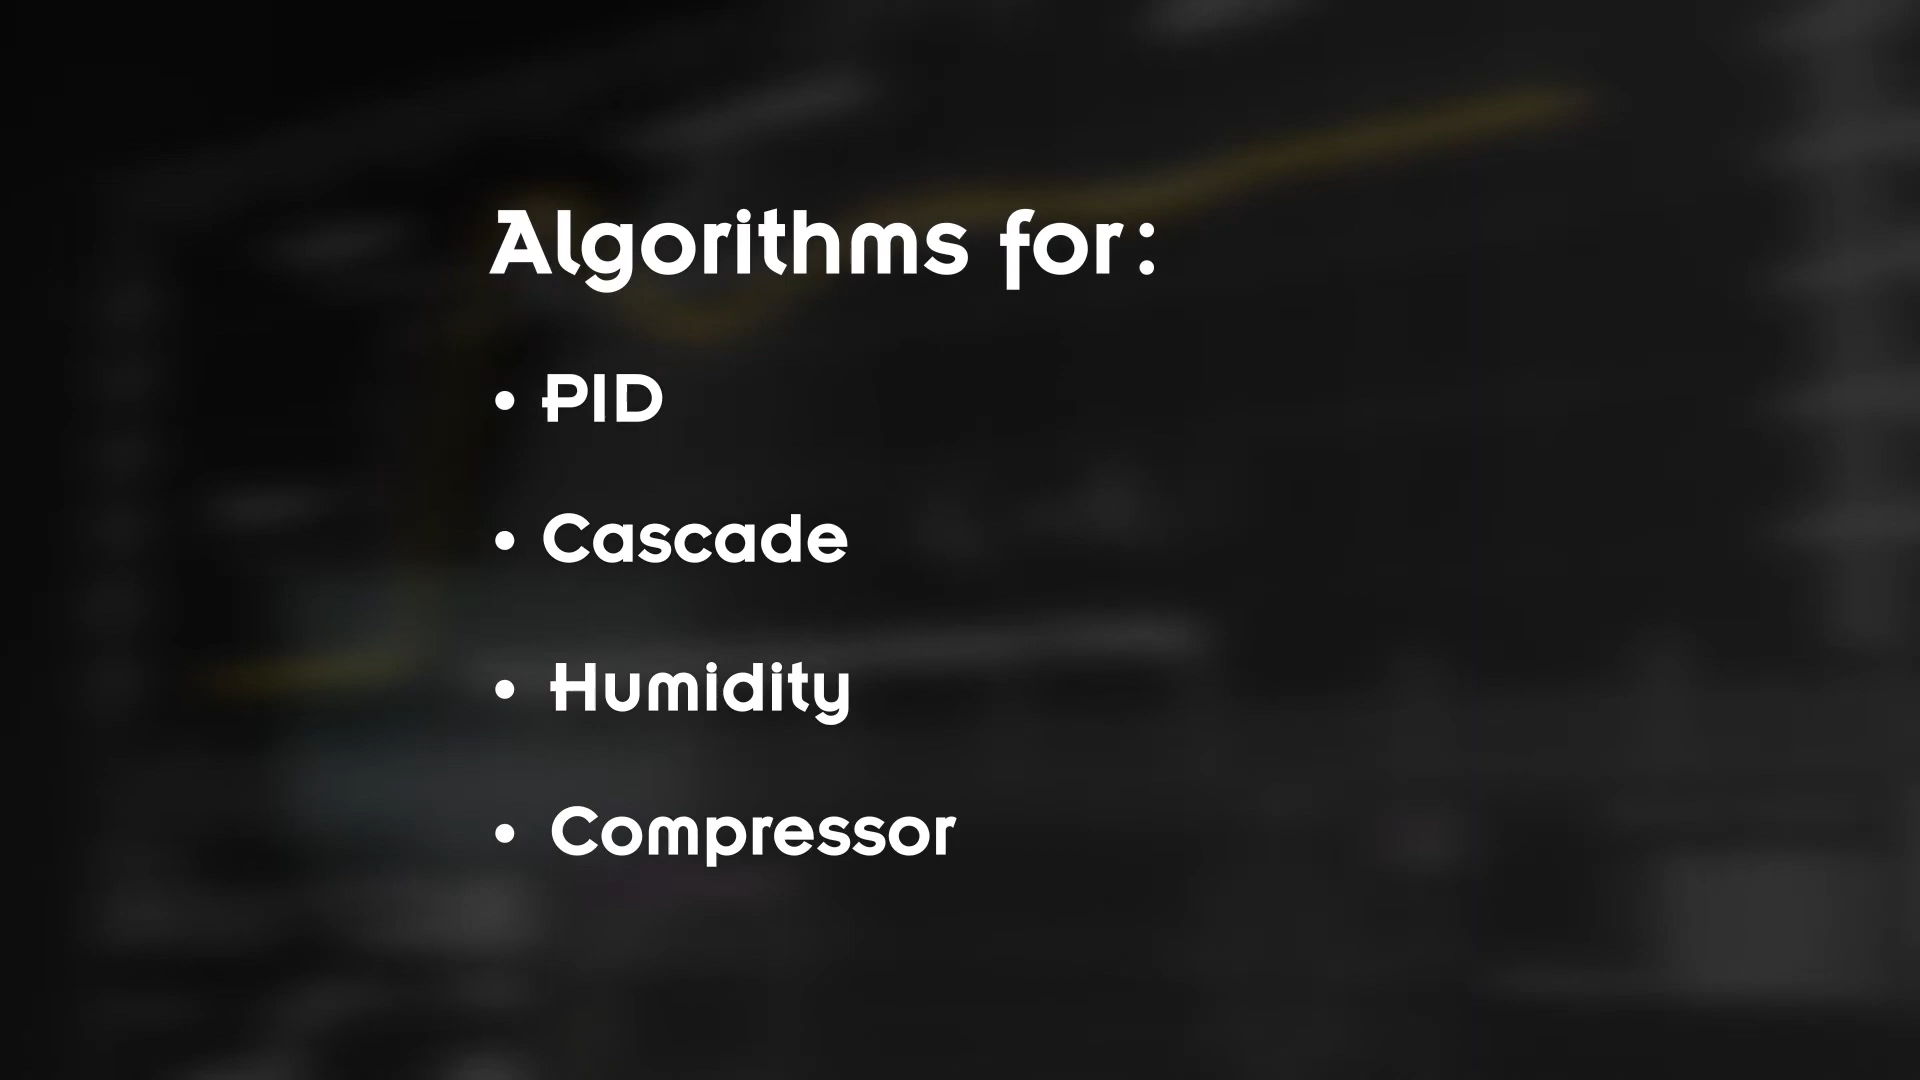 Algorithms for:
• PID
• Cascade
• Humidity
• Compressor